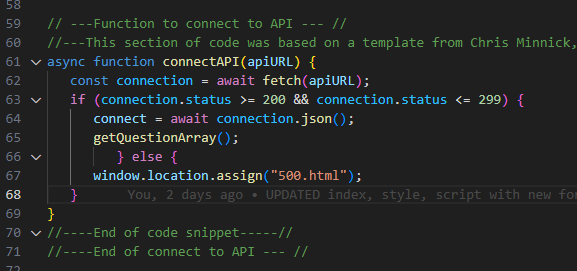 58
59 // ---Function to connect to API --- //
60 //---This section of code was based on a template from Chris Minnick,
61 async function connectAPI(apiURL) {
62 const connection = await fetch(apiURL);
63 if (connection.status >= 200 && connection.status <= 299) {
64 connect = await connection.json();
65 getQuestionArray();
66 } else {
67 window.location.assign("500.html");
68 } You, 2 days ago • UPDATED index, style, script with new for
69 }
70 //----End of code snippet-----//
71 //----End of connect to API --- //
72